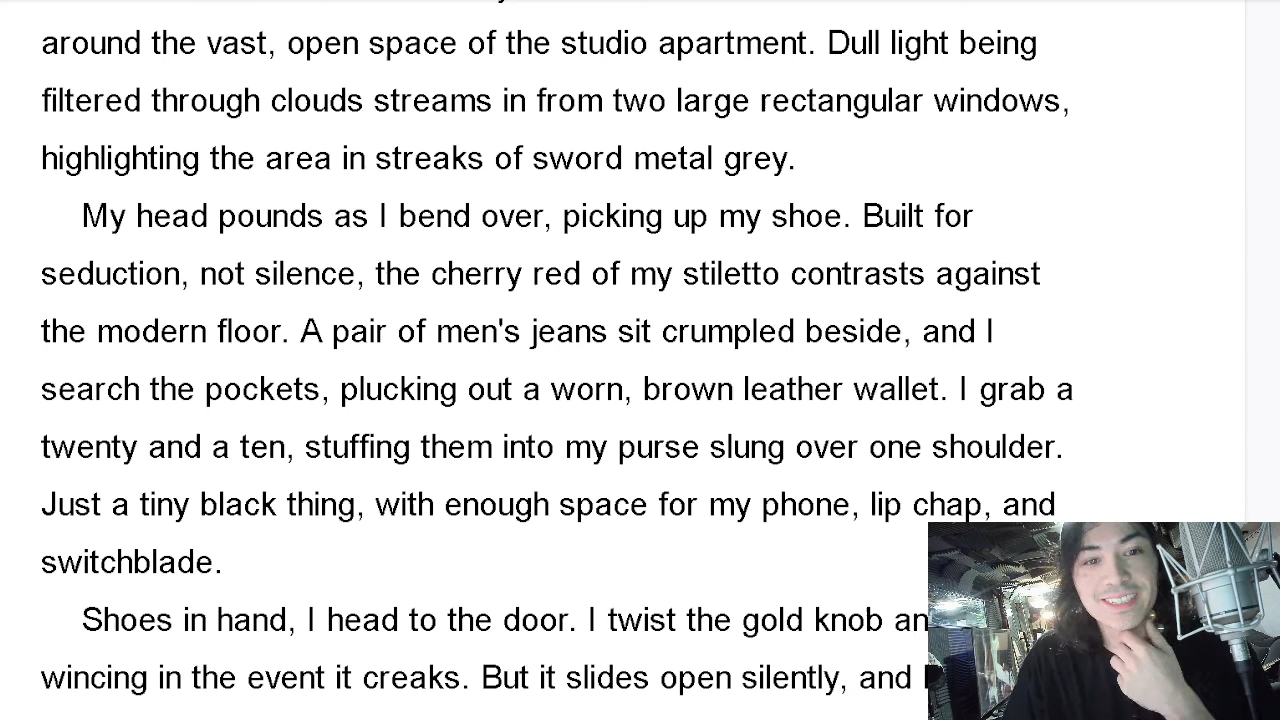 around the vast, open space of the studio apartment. Dull light being
filtered through clouds streams in from two large rectangular windows,
highlighting the area in streaks of sword metal grey.
My head pounds as I bend over, picking up my shoe. Built for
seduction, not silence, the cherry red of my stiletto contrasts against
the modern floor. A pair of men's jeans sit crumpled beside, and I
search the pockets, plucking out a worn, brown leather wallet. I grab a
twenty and a ten, stuffing them into my purse slung over one shoulder.
Just a tiny black thing, with enough space for my phone, lip chap, and
switchblade.
Shoes in hand, I head to the door. I twist the gold knob
wincing in the event it creaks. But it slides open silently, and